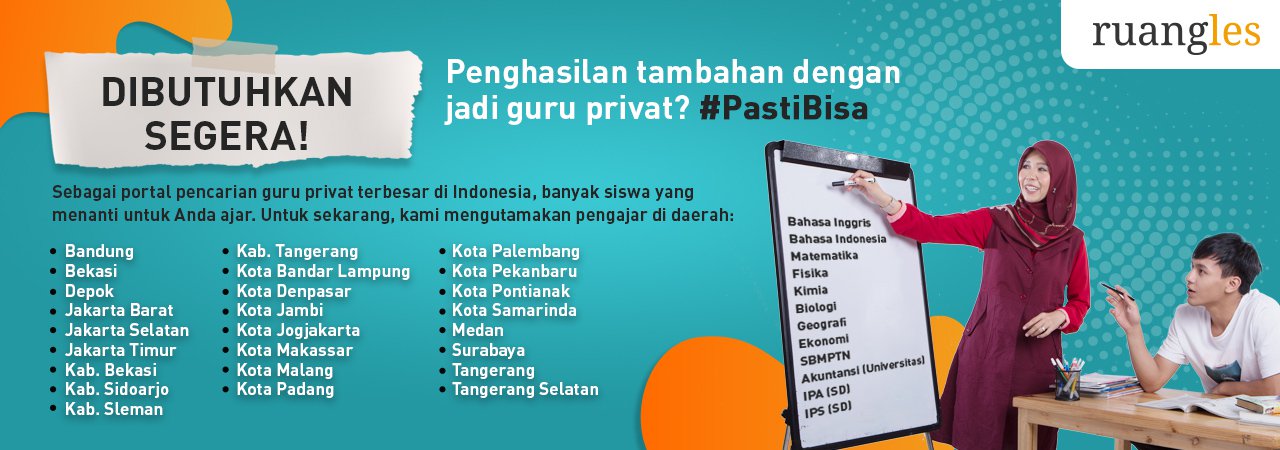 ruangles
DIBUTUHKAN
SEGERA!
Penghasilan tambahan dengan
jadi guru privat? #PastiBisa
Sebagai portal pencarian guru privat terbesar di Indonesia, banyak siswa yang
menanti untuk Anda ajar. Untuk sekarang, kami mengutamakan pengajar di daerah:
• Bandung
• Bekasi
• Depok
• Jakarta Barat
• Jakarta Selatan
• Jakarta Timur
• Kab. Bekasi
• Kab. Sidoarjo
• Kab. Sleman
• Kab. Tangerang
• Kota Bandar Lampung
• Kota Denpasar
• Kota Jambi
• Kota Jogjakarta
• Kota Makassar
• Kota Malang
• Kota Padang
• Kota Palembang
• Kota Pekanbaru
• Kota Pontianak
• Kota Samarinda
• Medan
• Surabaya
• Tangerang
• Tangerang Selatan
Bahasa Inggris
Bahasa Indonesia
Matematika
Fisika
Kimia
Biologi
Geografi
Ekonomi
SBMPTN
Akuntansi (Universitas)
IPA (SD)
IPS (SD)